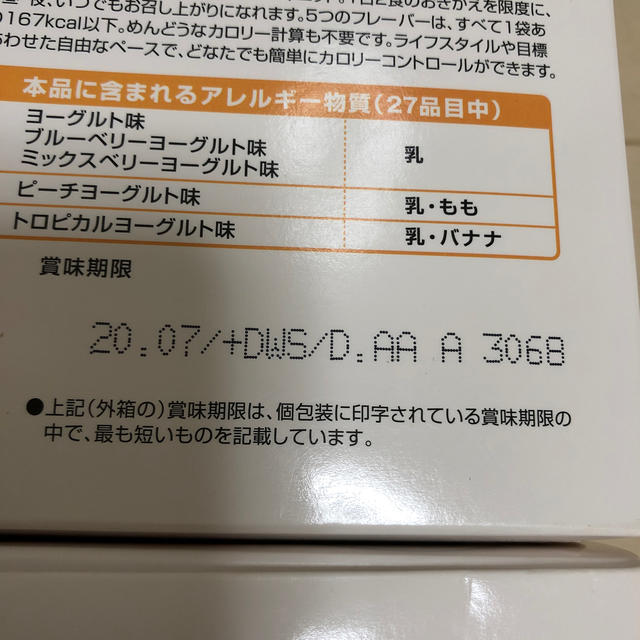 昼・夜、いつでもお召し上がりになれます。5つのフレーバーは、すべて1袋あ
167kcal以下。めんどうなカロリー計算も不要です。ライフスタイルや目標
わせた自由なペースで、どなたでも簡単にカロリーコントロールができます。
本品に含まれるアレルギー物質(27品目中)
ヨーグルト味
ブルーベリーヨーグルト味
ミックスベリーヨーグルト味
乳
ピーチヨーグルト味
乳・もも
トロピカルヨーグルト味
乳・バナナ
賞味期限
20.07/+DWS/D.AA A 3068
●上記(外箱の)賞味期限は、個包装に印字されている賞味期限の
中で、最も短いものを記載しています。